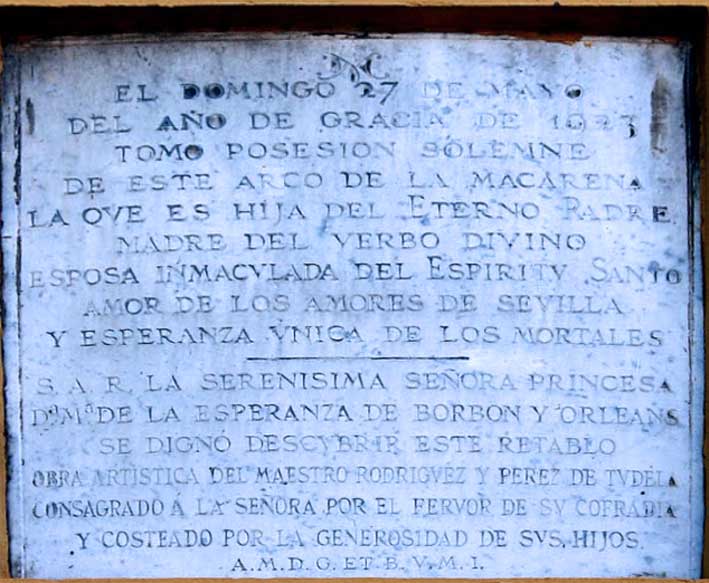 EL DOMINGO 27 DE MAYO
DEL AÑO DE GRACIA DE 1923
TOMO POSESION SOLEMNE
DE ESTE ARCO DE LA MACARENA
LA QVE ES HIJA DEL ETERNO PADRE
MADRE DEL VERBO DIVINO
ESPOSA INMACVLADA DEL ESPIRITV SANTO
AMOR DE LOS AMORES DE SEVILLA
Y ESPERANZA VNICA DE LOS MORTALES
S. A. R. LA SERENISIMA SEÑORA PRINCESA
Dª Mª DE LA ESPERANZA DE BORBON Y ORLEANS
SE DIGNÓ DESCVBRIR ESTE RETABLO
OBRA ARTISTICA DEL MAESTRO RODRIGVEZ Y PEREZ DE TVDELA
CONSAGRADO Á LA SEÑORA POR EL FERVOR DE SV COFRADIA
Y COSTEADO POR LA GENEROSIDAD DE SVS HIJOS.
A. M. D. G. ET B. V. M. I.